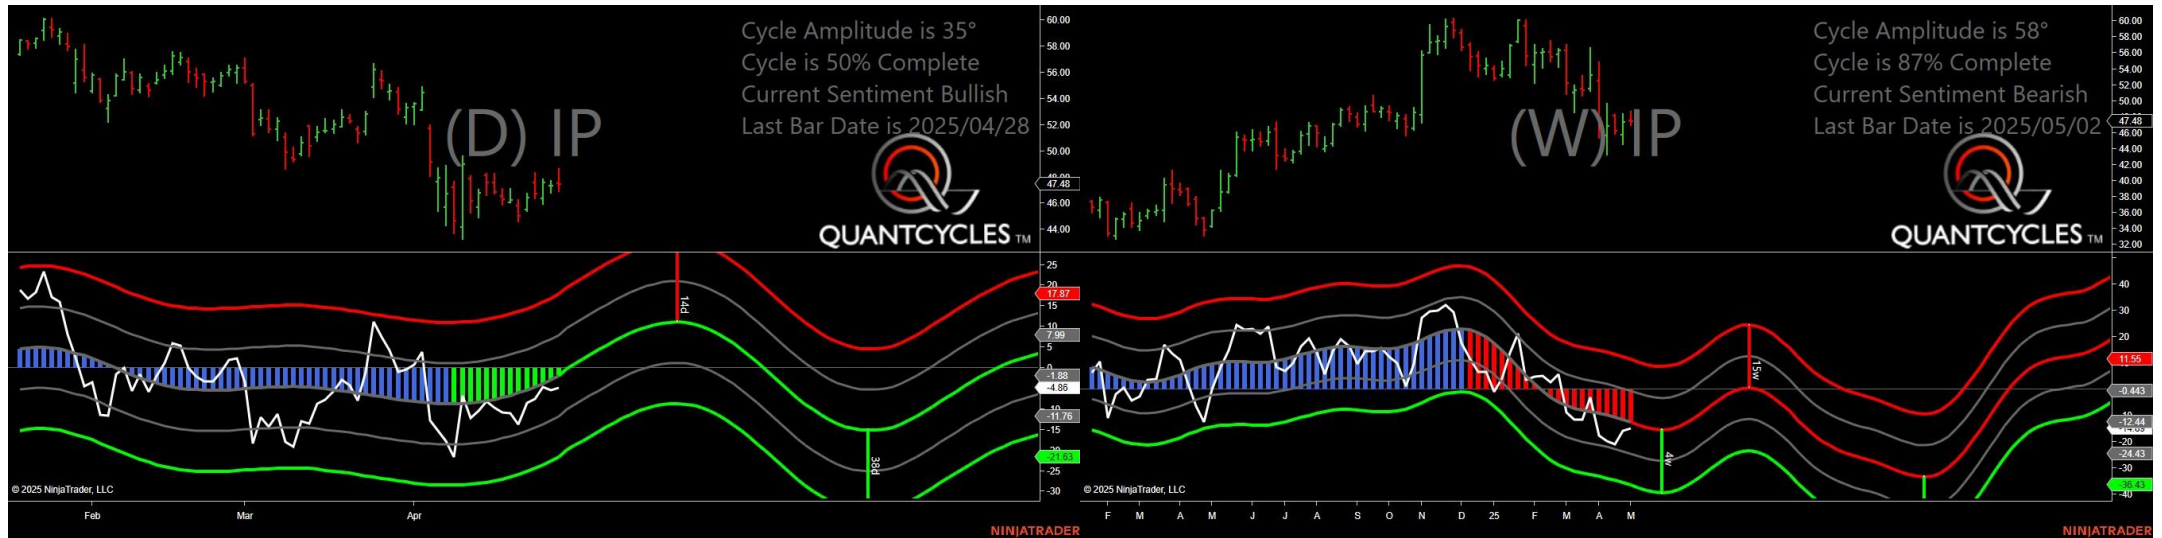 Cycle Amplitude is 35°
Cycle is 50% Complete
Current Sentiment Bullish
Last Bar Date is 2025/04/28
(D) IP
QUANTCYCLES TM
60.00
58.00
56.00
54.00
52.00
50.00
48.00
47.48
46.00
44.00
25
17.87
15
10
7.99
5
0
-1.88
-4.86
-10
-11.76
-15
-20
-21.63
-25
-30
14d
38d
© 2025 NinjaTrader, LLC
Feb Mar Apr
NINJATRADER
Cycle Amplitude is 58°
Cycle is 87% Complete
Current Sentiment Bearish
Last Bar Date is 2025/05/02
(W) IP
QUANTCYCLES TM
60.00
58.00
56.00
54.00
52.00
50.00
47.48
46.00
44.00
42.00
40.00
38.00
36.00
34.00
32.00
40
30
20
11.55
-0.443
-10
-12.44
-20
-24.43
-30
-36.43
-40
15w
4w
© 2025 NinjaTrader, LLC
F M A M J J A S O N D 25 F M A M
NINJATRADER